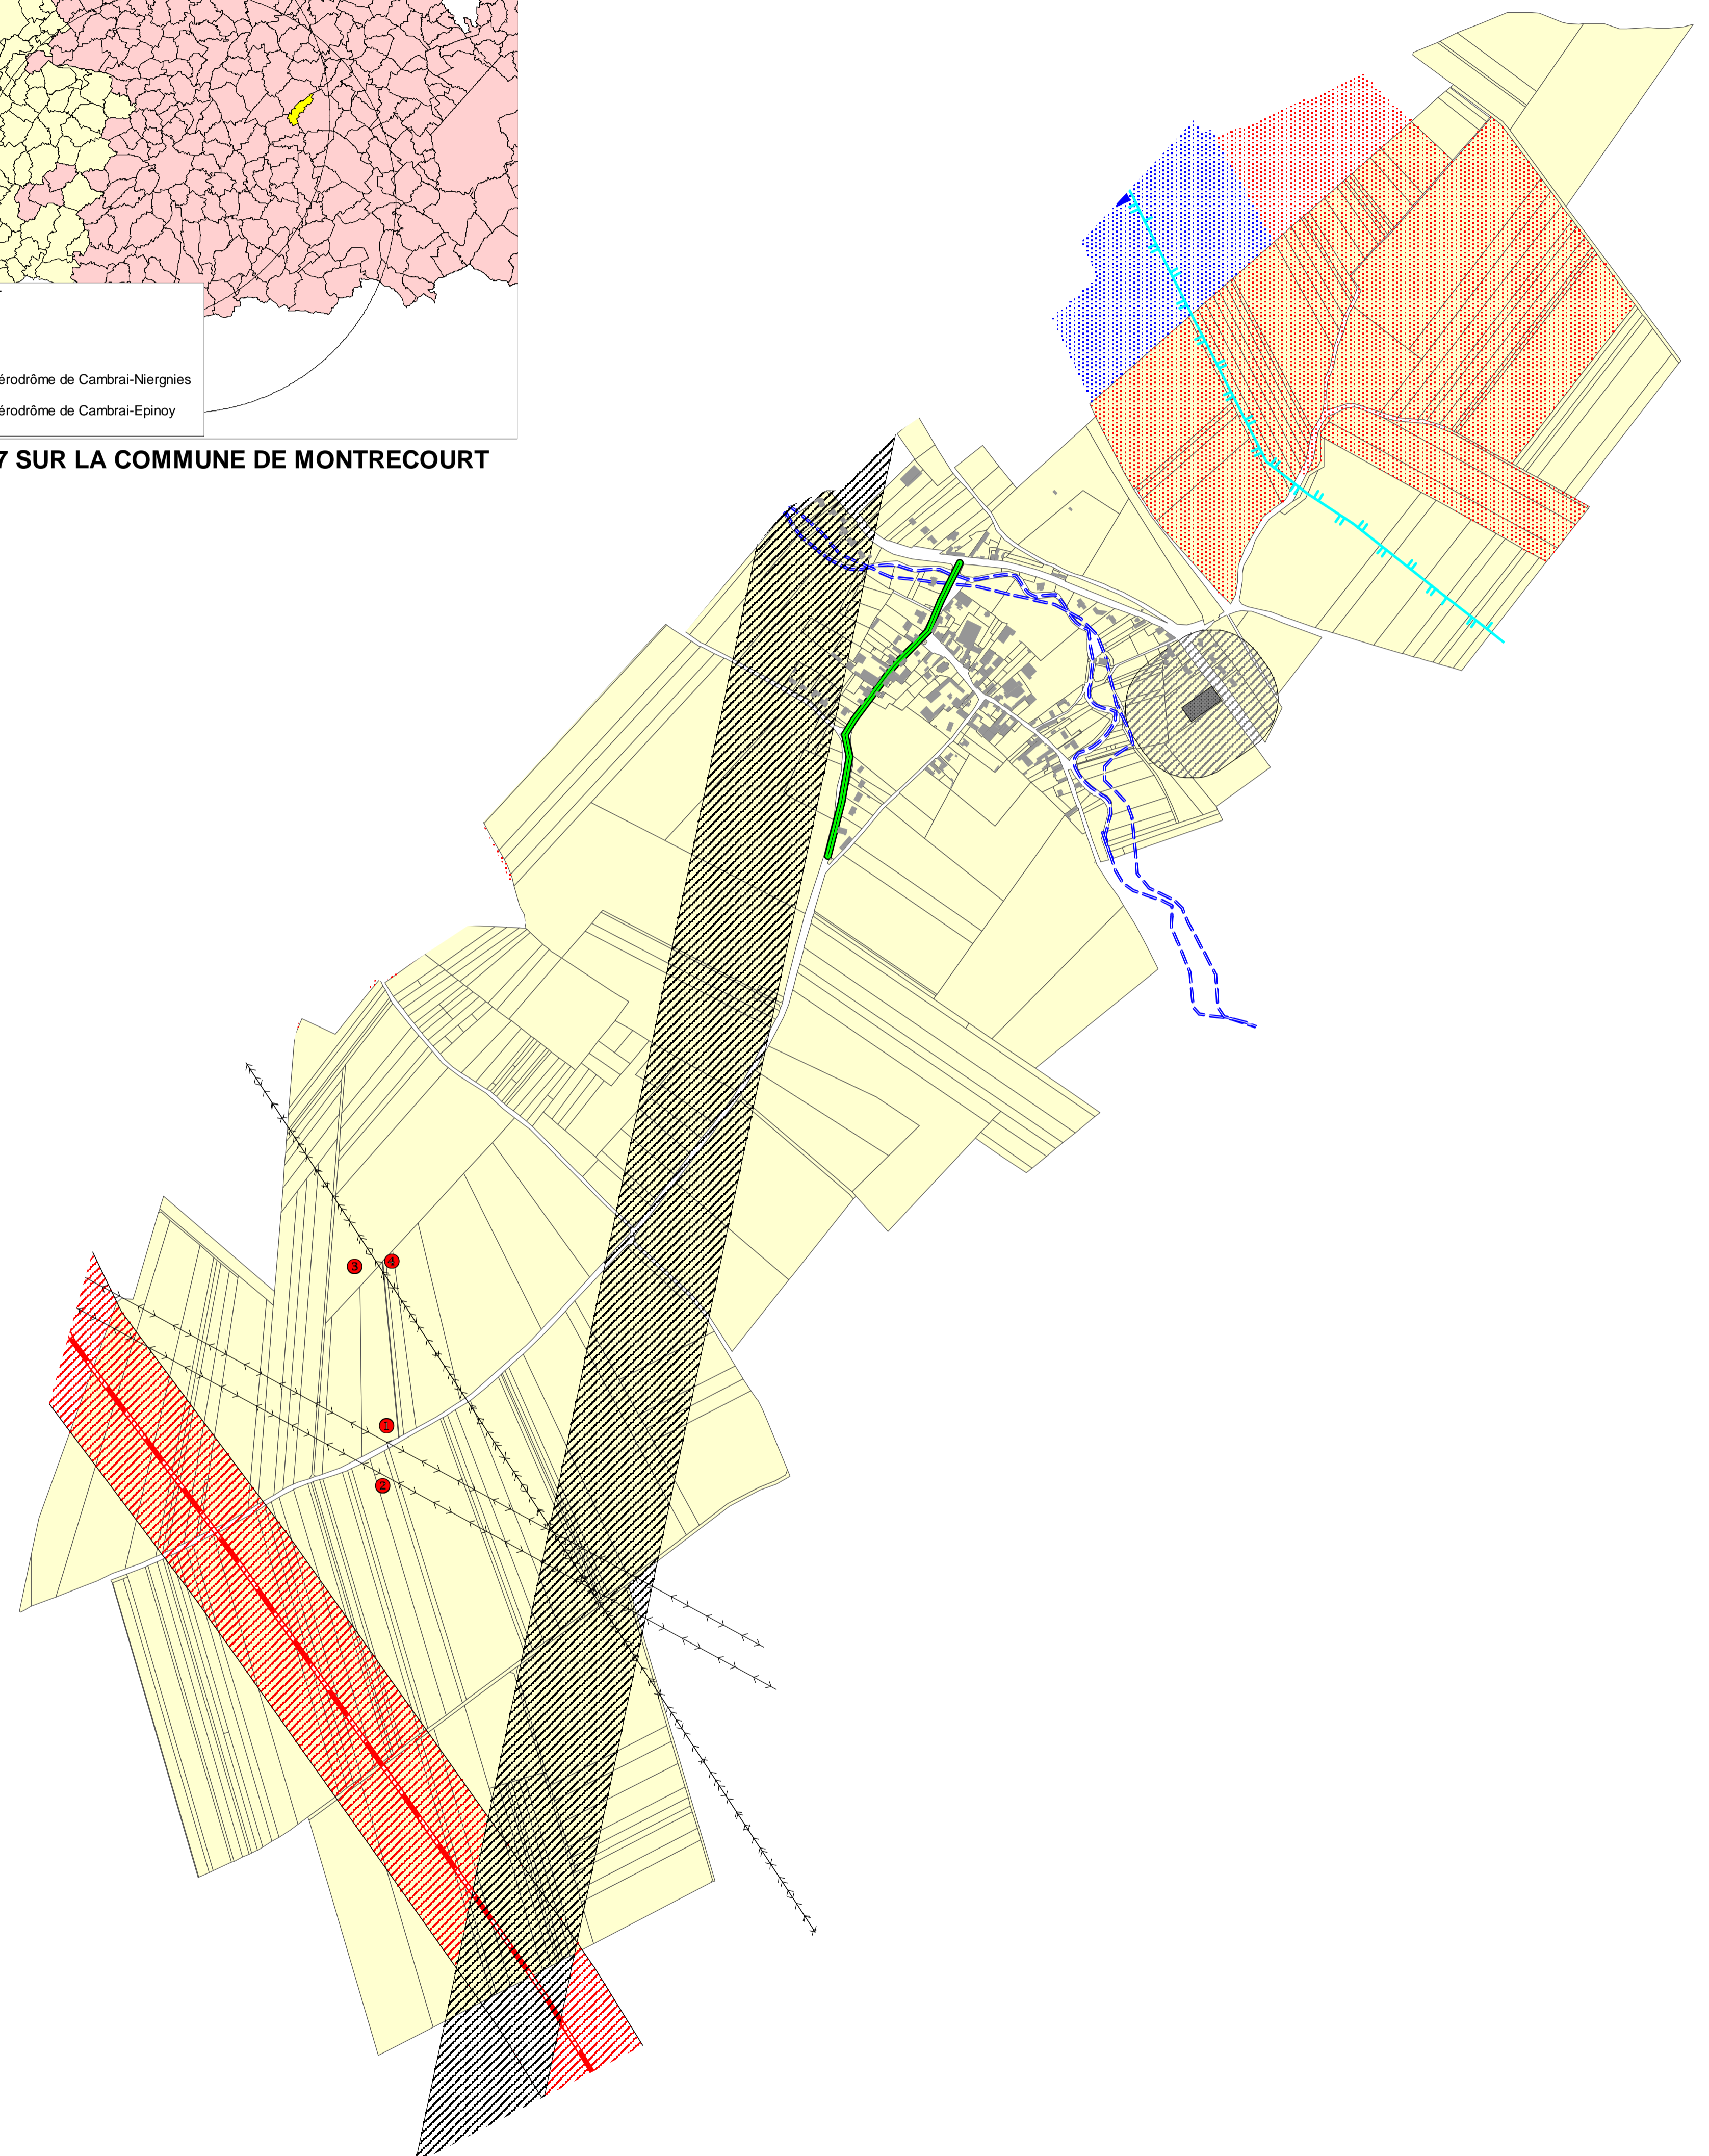 érodrôme de Cambrai-Niergnies
érodrôme de Cambrai-Epinoy
7 SUR LA COMMUNE DE MONTRECOURT
3
4
1
2